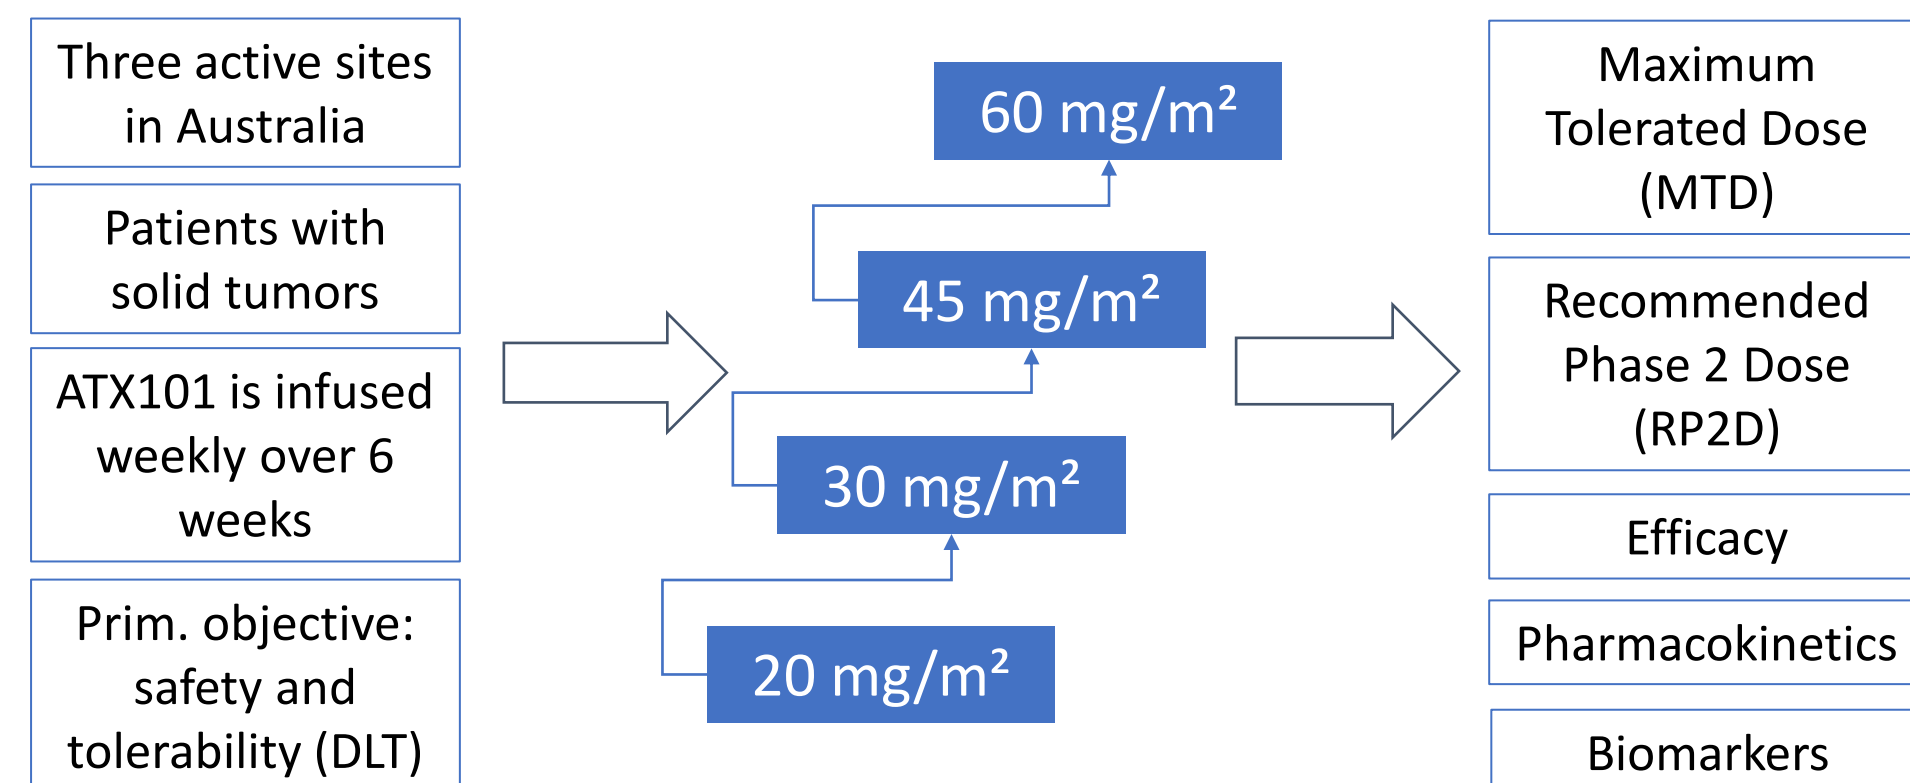 Three active sites
in Australia
Patients with
solid tumors
ATX101 is infused
weekly over 6
weeks
Prim. objective:
safety and
tolerability (DLT)
60 mg/m²
45 mg/m²
30 mg/m²
20 mg/m²
Maximum
Tolerated Dose
(MTD)
Recommended
Phase 2 Dose
(RP2D)
Efficacy
Pharmacokinetics
Biomarkers